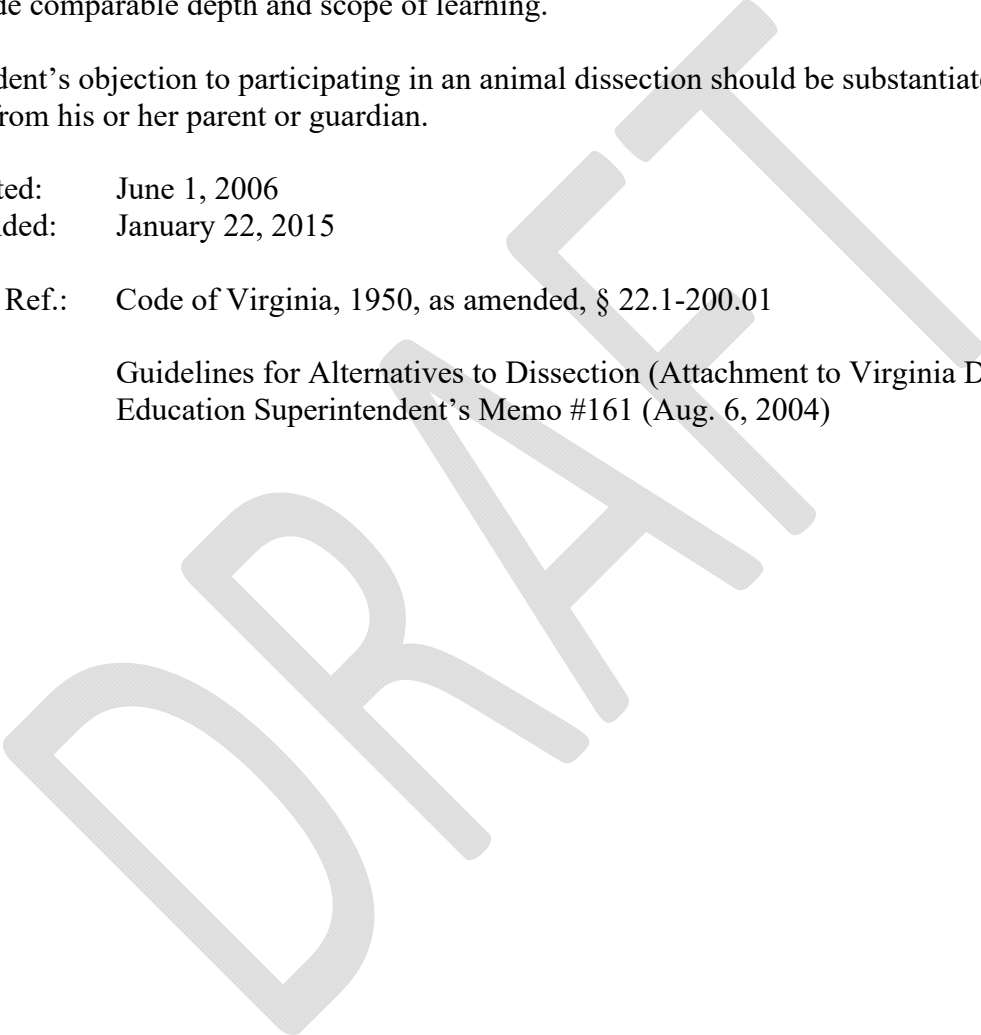 de comparable depth and scope of learning.
dent’s objection to participating in an animal dissection should be substantiate
from his or her parent or guardian.
ted: June 1, 2006
ded: January 22, 2015
Ref.: Code of Virginia, 1950, as amended, § 22.1-200.01
Guidelines for Alternatives to Dissection (Attachment to Virginia D
Education Superintendent’s Memo #161 (Aug. 6, 2004)
DRAFT